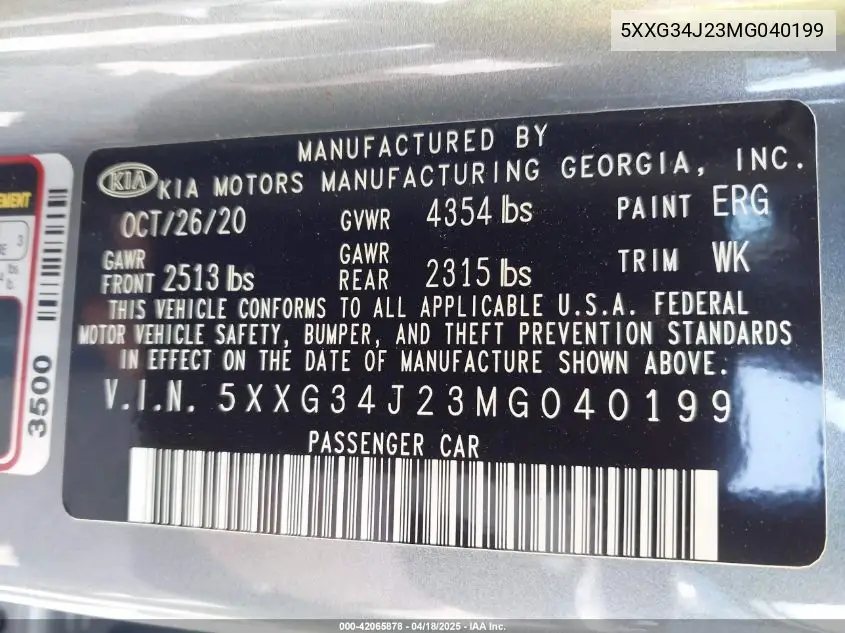 5XXG34J23MG040199
MANUFACTURED BY
KIA KIA MOTORS MANUFACTURING GEORGIA, INC.
OCT/26/20 GVWR 4354 lbs PAINT ERG
GAWR FRONT 2513 lbs GAWR REAR 2315 lbs TRIM WK
THIS VEHICLE CONFORMS TO ALL APPLICABLE U.S.A. FEDERAL
MOTOR VEHICLE SAFETY, BUMPER, AND THEFT PREVENTION STANDARDS
IN EFFECT ON THE DATE OF MANUFACTURE SHOWN ABOVE.
V.I.N. 5XXG34J23MG040199
PASSENGER CAR
3
3500
000-42065878 - 04/18/2025 - IAA Inc.